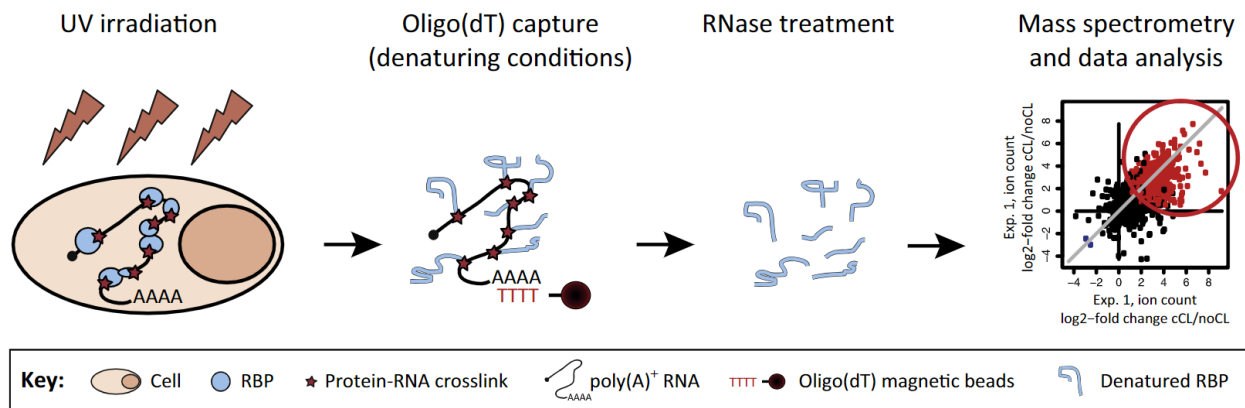 UV irradiation
Oligo(dT) capture
(denaturing conditions)
RNase treatment
Mass spectrometry
and data analysis
AAAA
AAAA
TTTT
Exp. 1, ion count
log2–fold change cCL/noCL
8
6
4
2
0
−2
−4
−4 −2 0 2 4 6 8
Exp. 1, ion count
log2–fold change cCL/noCL
Key: Cell RBP Protein-RNA crosslink AAAA poly(A)+ RNA TTTT Oligo(dT) magnetic beads Denatured RBP